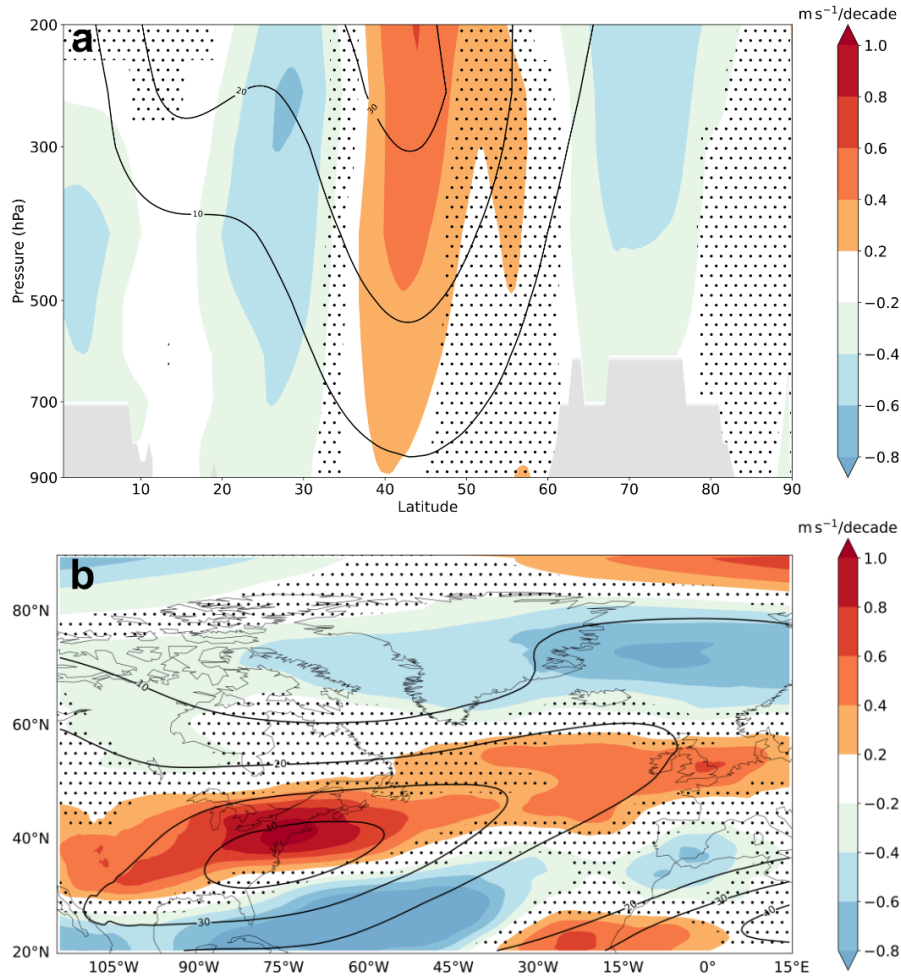 a
m s⁻¹/decade
200
300
500
700
900
Pressure (hPa)
20
30
10
10
20
30
40
50
60
70
80
90
Latitude
1.0
0.8
0.6
0.4
0.2
−0.2
−0.4
−0.6
−0.8
b
m s⁻¹/decade
80°N
60°N
40°N
20°N
10
20
40
30
20
30
40
105°W
90°W
75°W
60°W
45°W
30°W
15°W
0°
15°E
1.0
0.8
0.6
0.4
0.2
−0.2
−0.4
−0.6
−0.8